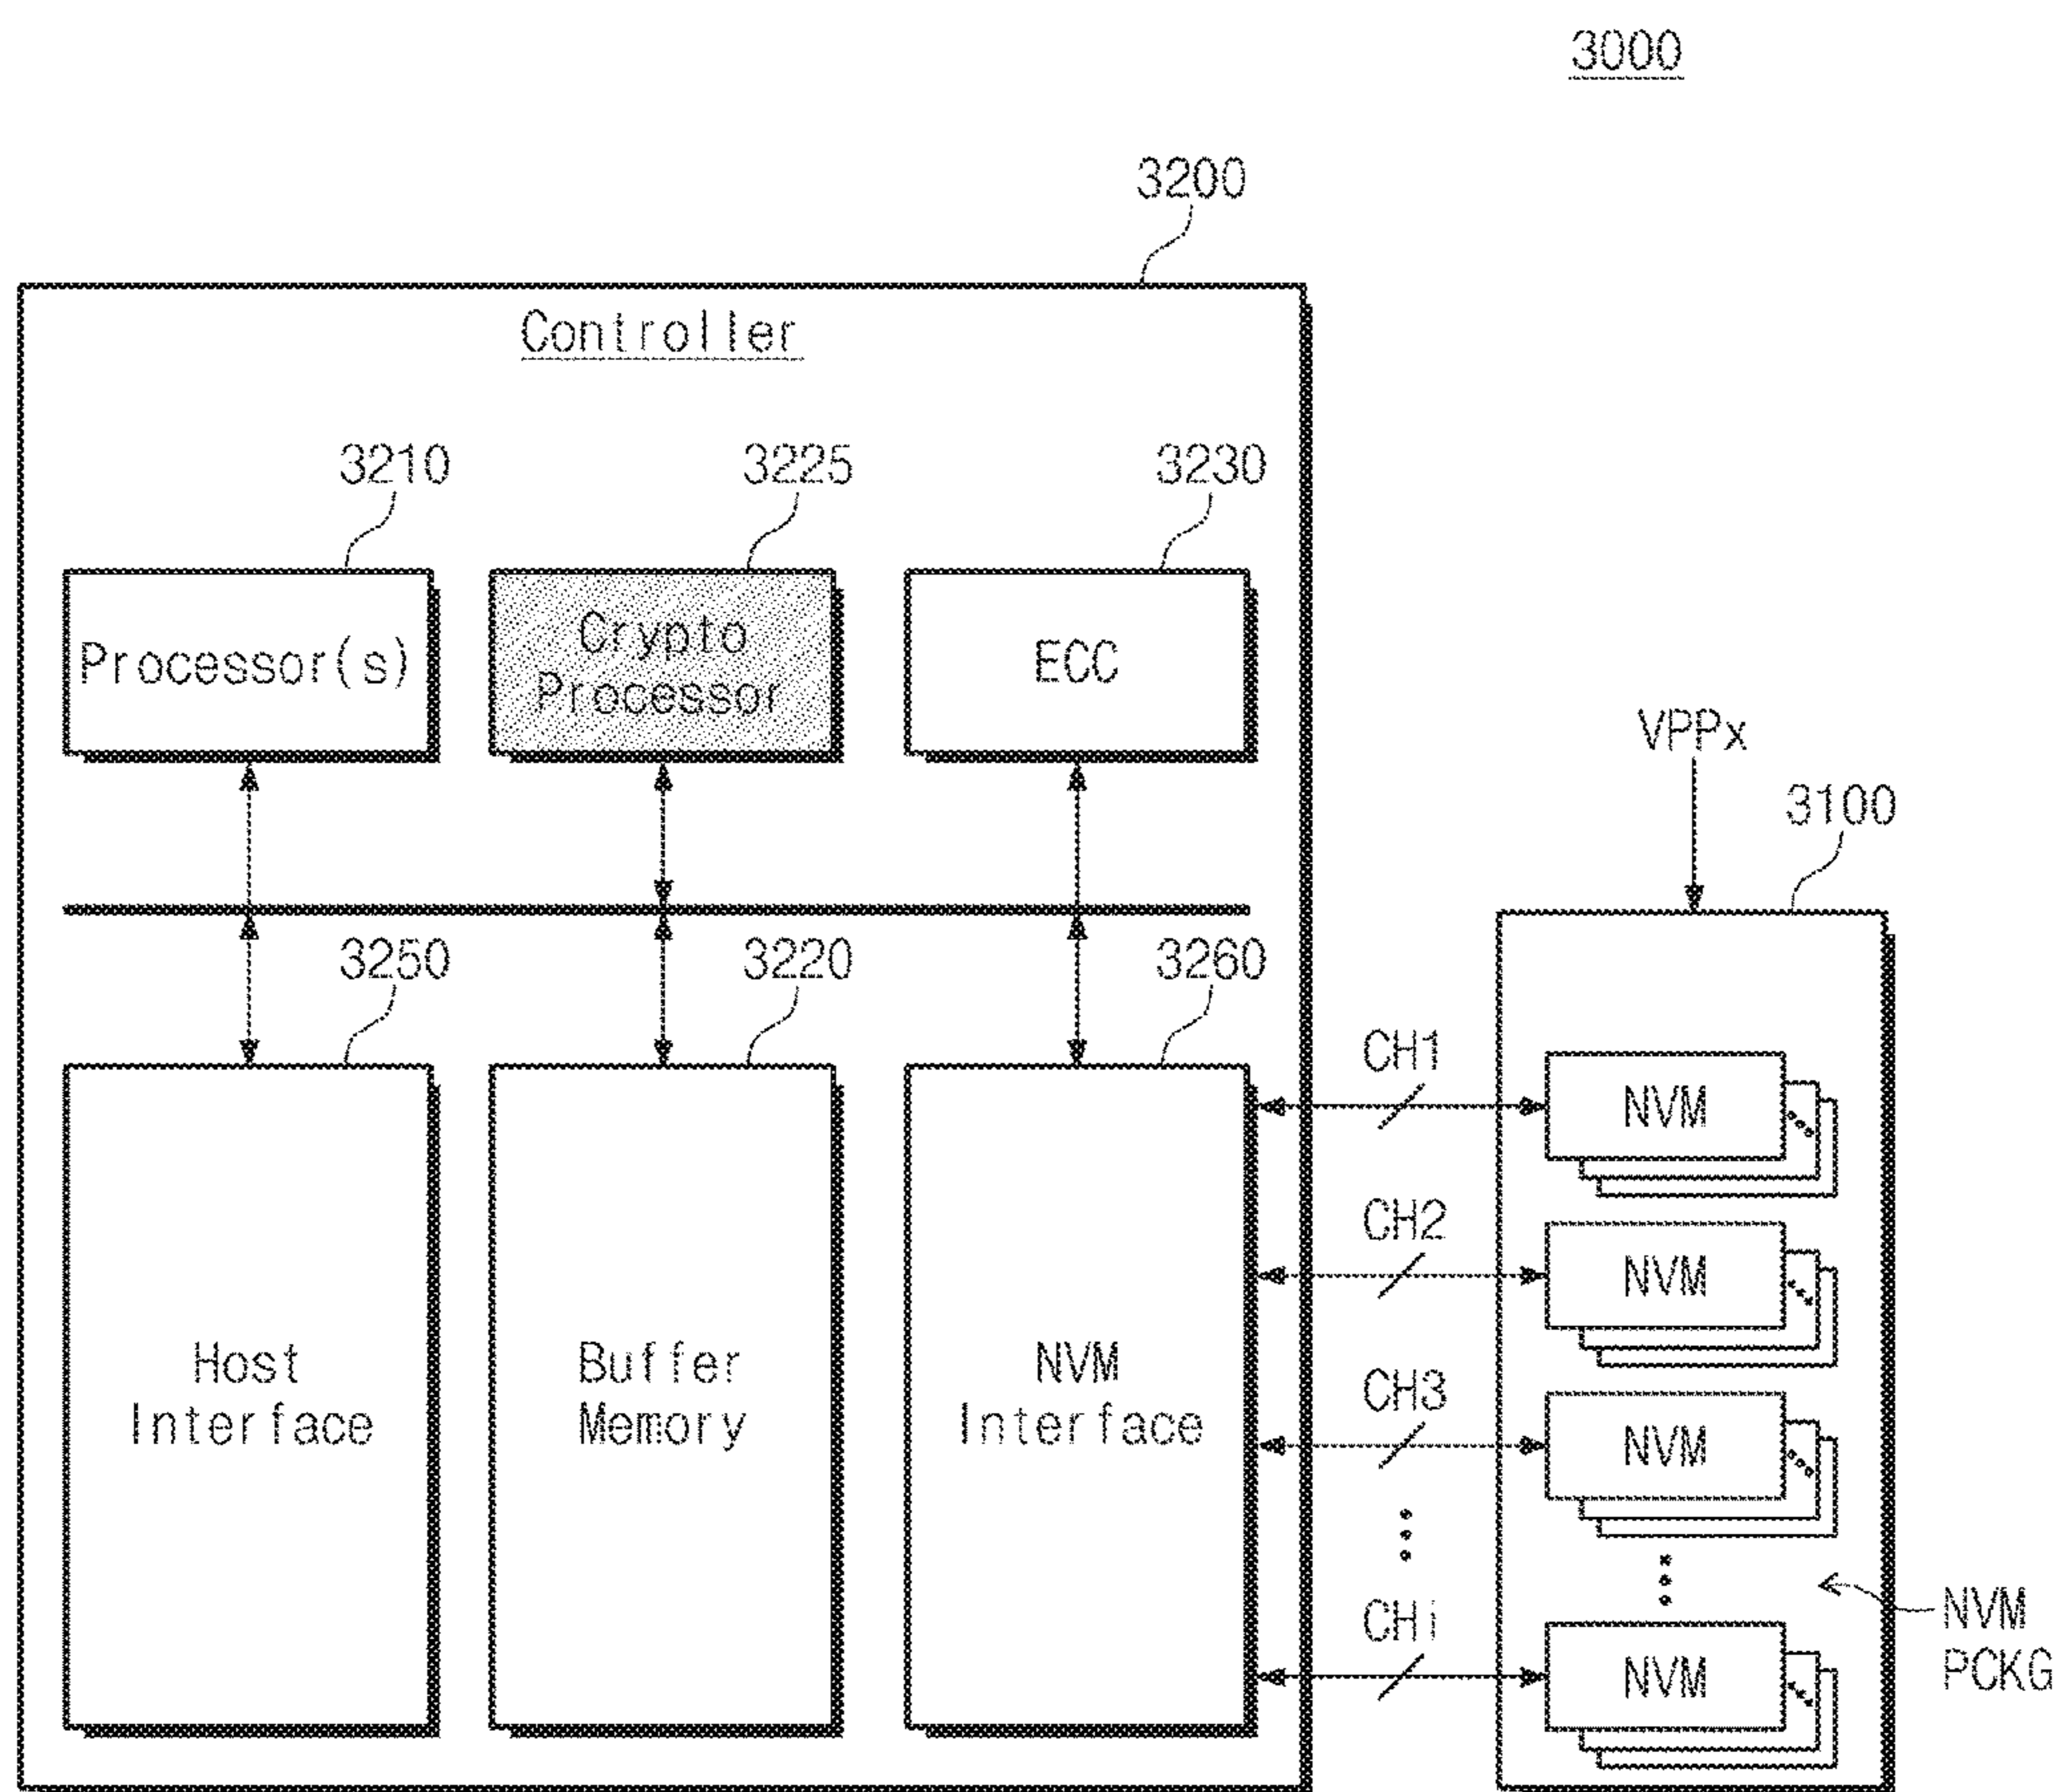 3000
3200
Controller
3210
3225
3230
Processor(s)
Crypto
Processor
ECC
VPPx
3100
3250
3220
3260
Host
Interface
Buffer
Memory
NVM
Interface
CH1
NVM
CH2
NVM
CH3
NVM
CHi
NVM
NVM
PCKG